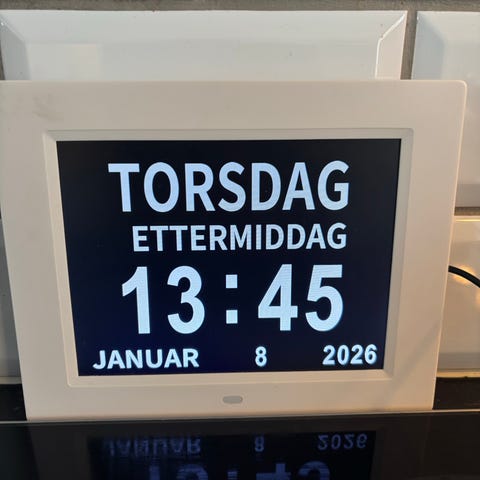 TORSDAG
ETTERMIDDAG
13:45
JANUAR 8 2026